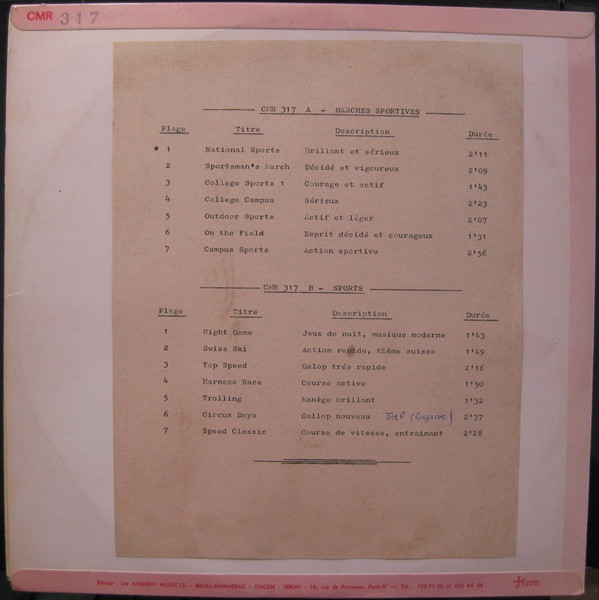 CMR 317
CMR 317 A - MARCHES SPORTIVES
Plage Titre Description Durée
1 National Sports Brillant et sérieux 2'11
2 Sportsman's March Décidé et vigoureux 2'09
3 College Sports 1 Courage et actif 1'43
4 College Campus Sérieux 2'23
5 Outdoor Sports Actif et léger 2'07
6 On the Field Esprit décidé et courageux 1'31
7 Campus Sports Action sportive 2'56
CMR 317 B - SPORTS
Plage Titre Description Durée
1 Night Game Jeux de nuit, musique moderne 1'43
2 Swiss Ski Action rapide, thème suisse 1'49
3 Top Speed Galop trés rapide 2'16
4 Harness Race Course active 1'50
5 Trolling Manège brillant 1'32
6 Circus Days Gallop nouveau 2'37
7 Speed Classic Course de vitesse, entrainant 2'28
Editeur : DR AMBIENT MUSIC I.S. - BRULL-